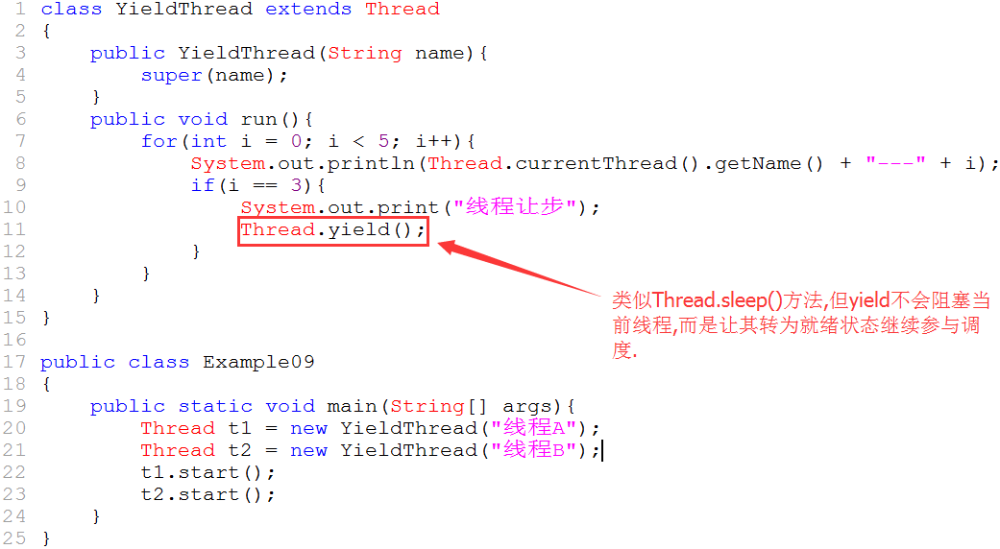 1 class YieldThread extends Thread
2 {
3     public YieldThread(String name){
4         super(name);
5     }
6     public void run(){
7         for(int i = 0; i < 5; i++){
8             System.out.println(Thread.currentThread().getName() + "---" + i);
9             if(i == 3){
10                 System.out.print("线程让步");
11                 Thread.yield();
12             }
13         }
14     }
15 }
16
17 public class Example09
18 {
19     public static void main(String[] args){
20         Thread t1 = new YieldThread("线程A");
21         Thread t2 = new YieldThread("线程B");
22         t1.start();
23         t2.start();
24     }
25 }
类似Thread.sleep()方法,但yield不会阻塞当
前线程,而是让其转为就绪状态继续参与调
度.